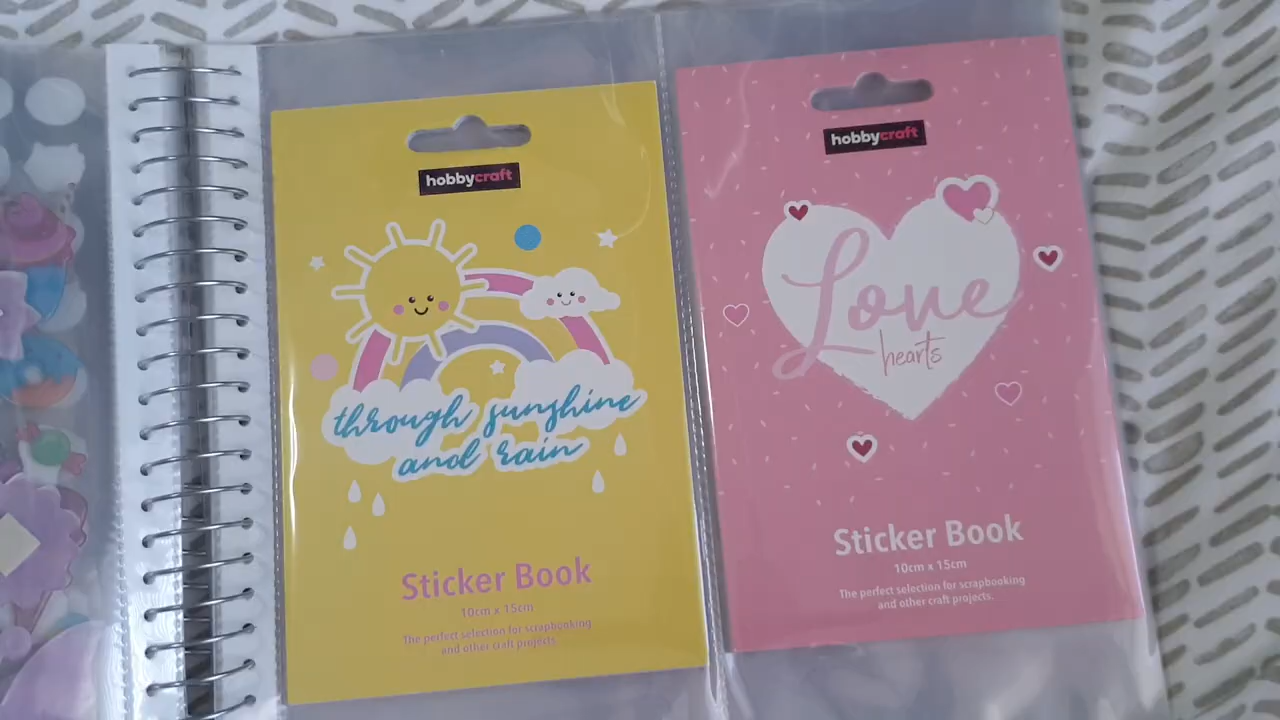 hobbycraft
through sunshine
and rain
Sticker Book
10cm x 15cm
The perfect selection for scrapbooking
and other craft projects.
hobbycraft
Love
hearts
Sticker Book
10cm x 15cm
The perfect selection for scrapbooking
and other craft projects.